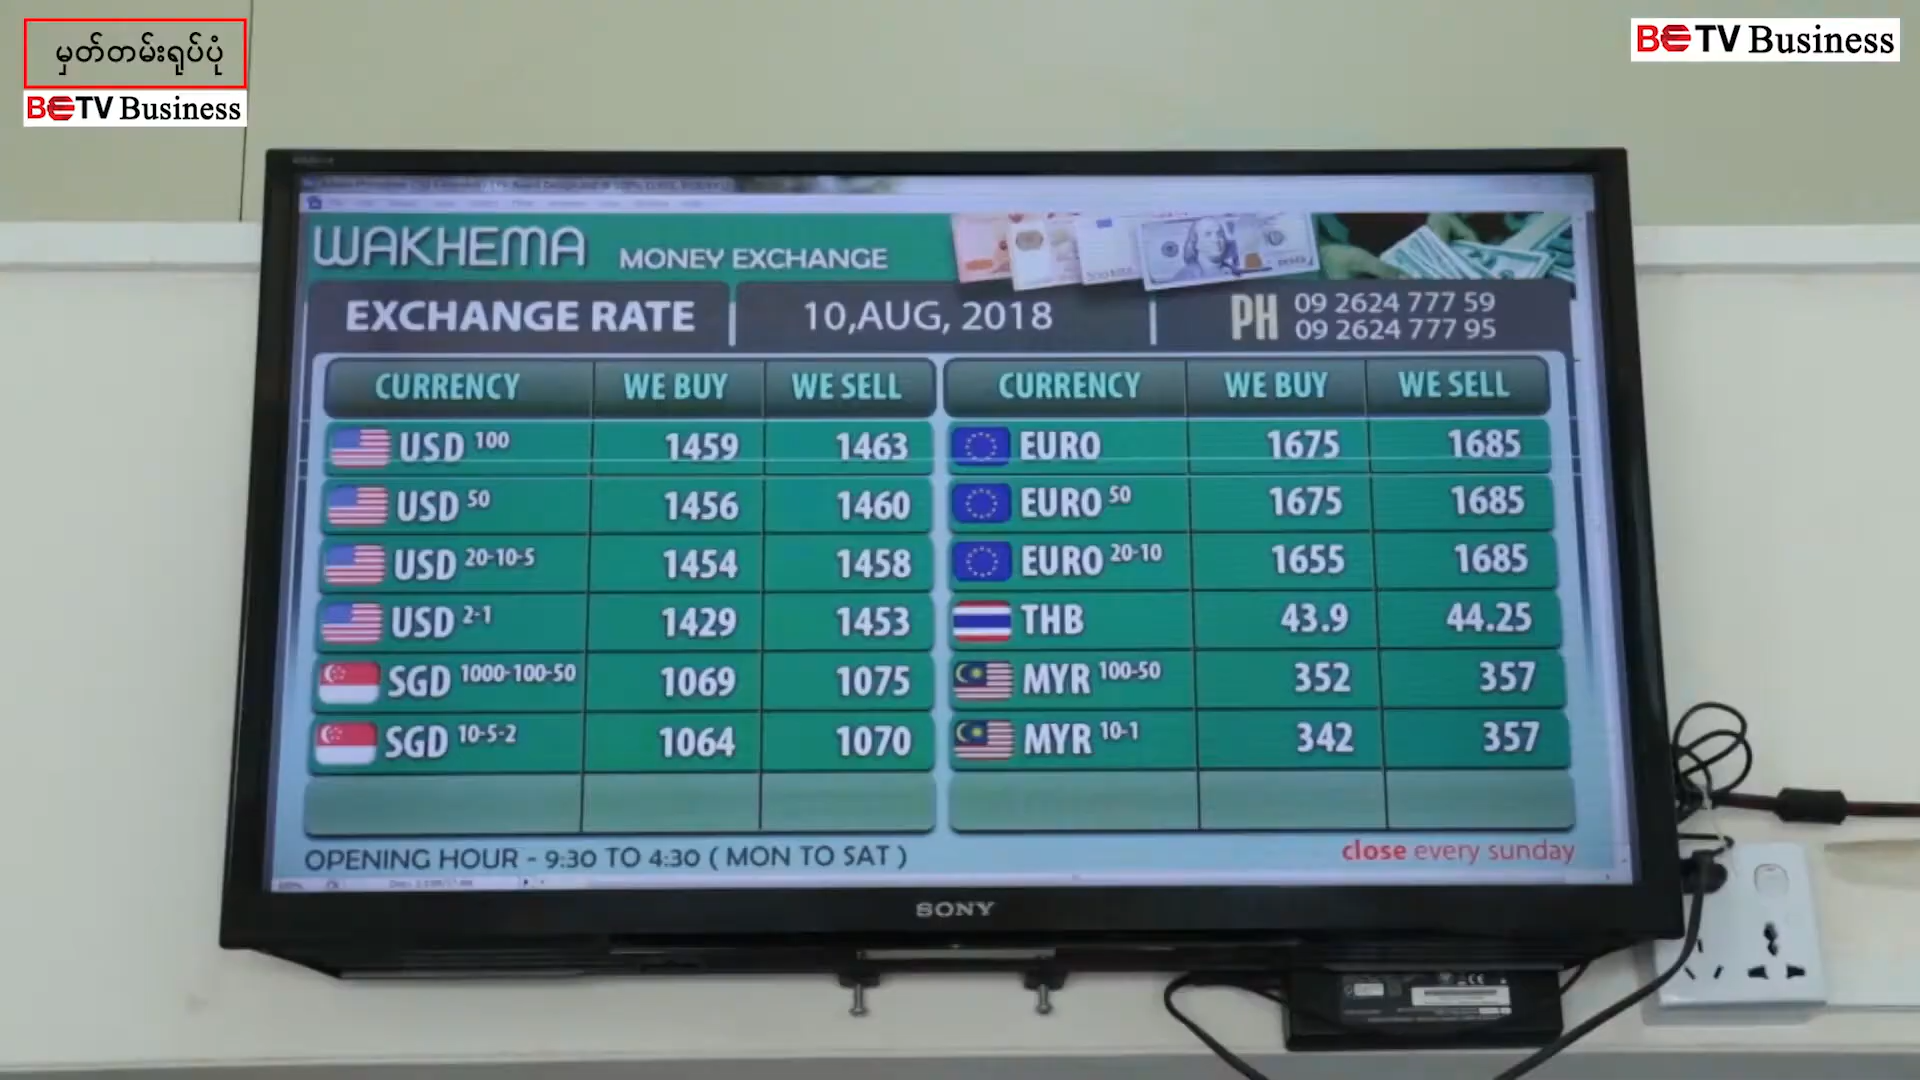 မှတ်တမ်းရုပ်ပုံ
BETV Business
BETV Business
WAKHEMA MONEY EXCHANGE
EXCHANGE RATE 10,AUG, 2018 PH 09 2624 777 59
09 2624 777 95
CURRENCY WE BUY WE SELL CURRENCY WE BUY WE SELL
USD 100 1459 1463 EURO 1675 1685
USD 50 1456 1460 EURO 50 1675 1685
USD 20-10-5 1454 1458 EURO 20-10 1655 1685
USD 2-1 1429 1453 THB 43.9 44.25
SGD 1000-100-50 1069 1075 MYR 100-50 352 357
SGD 10-5-2 1064 1070 MYR 10-1 342 357
OPENING HOUR - 9:30 TO 4:30 ( MON TO SAT ) close every sunday
SONY